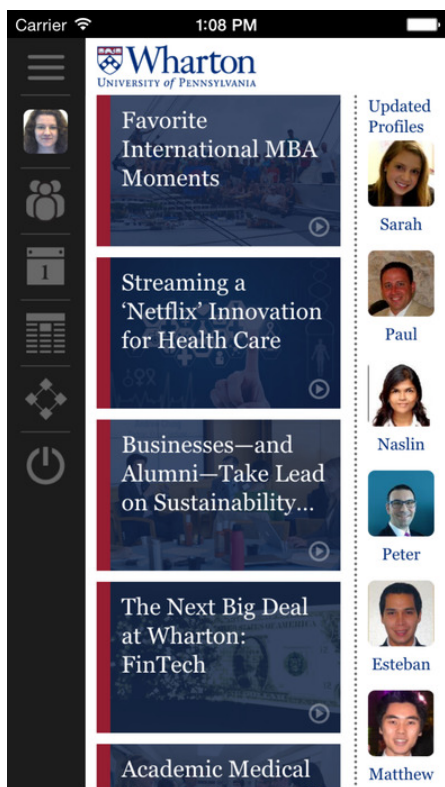 Carrier 1:08 PM
Wharton
UNIVERSITY of PENNSYLVANIA
Favorite
International MBA
Moments
Streaming a
‘Netflix’ Innovation
for Health Care
Businesses—and
Alumni—Take Lead
on Sustainability...
The Next Big Deal
at Wharton:
FinTech
Academic Medical
1
Updated
Profiles
Sarah
Paul
Naslin
Peter
Esteban
Matthew